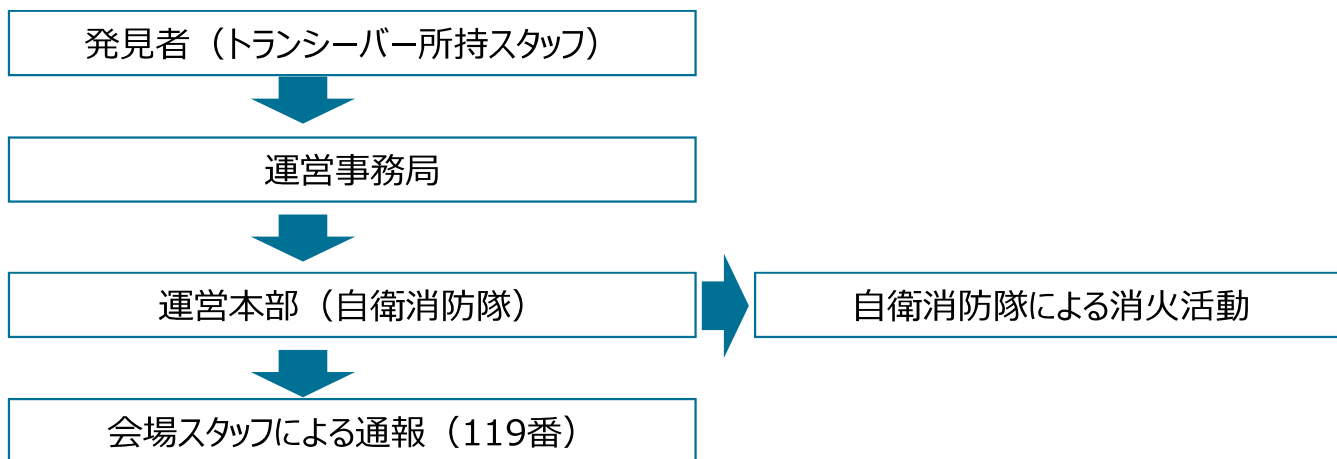 発見者（トランシーバー所持スタッフ）
運営事務局
運営本部（自衛消防隊）
自衛消防隊による消火活動
会場スタッフによる通報（119番）